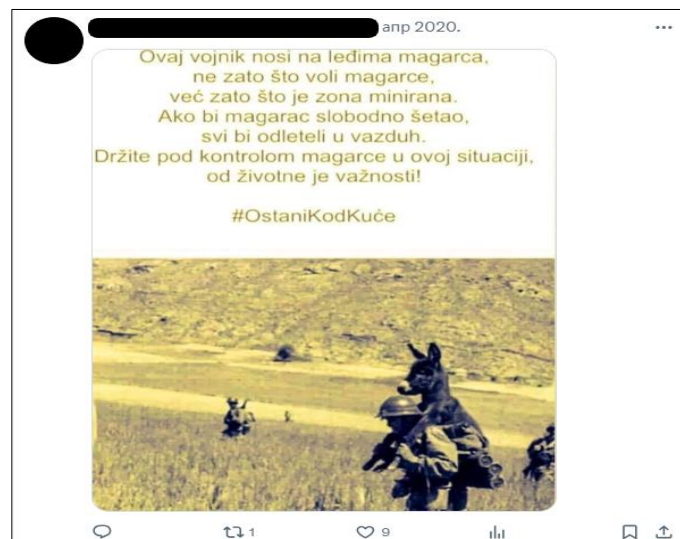 апр 2020.
Ovaj vojnik nosi na leđima magarca,
ne zato što voli magarce,
već zato što je zona minirana.
Ako bi magarac slobodno šetao,
svi bi odleteli u vazduh.
Držite pod kontrolom magarce u ovoj situaciji,
od životne je važnosti!
#OstaniKodKuće
1
9